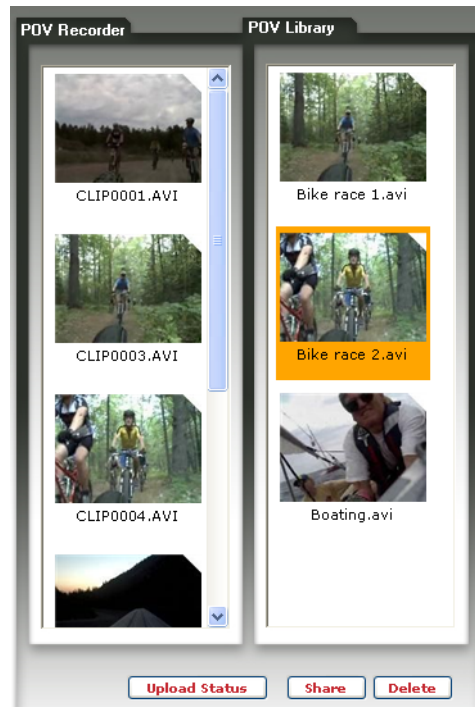 POV Recorder
POV Library
CLIP0001.AVI
CLIP0003.AVI
CLIP0004.AVI
Bike race 1.avi
Bike race 2.avi
Boating.avi
Upload Status
Share
Delete